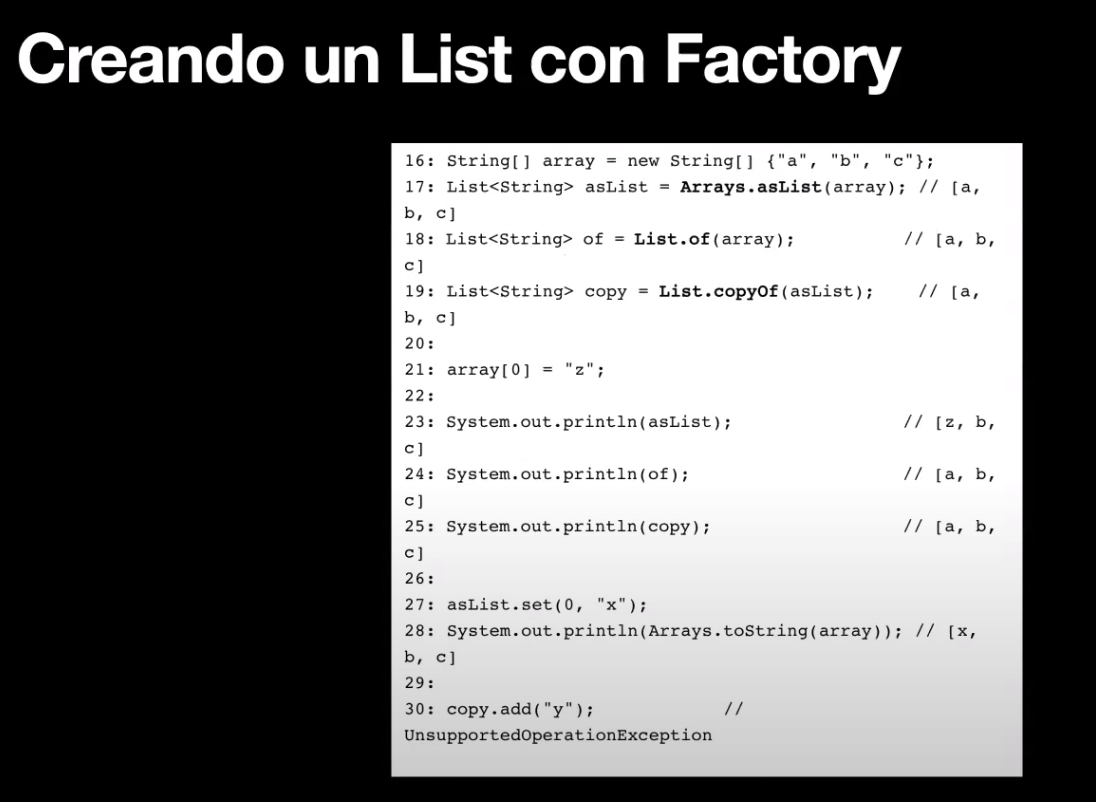 Creando un List con Factory
16: String[] array = new String[] {"a", "b", "c"};
17: List<String> asList = Arrays.asList(array); // [a,
b, c]
18: List<String> of = List.of(array); // [a, b,
c]
19: List<String> copy = List.copyOf(asList); // [a,
b, c]
20:
21: array[0] = "z";
22:
23: System.out.println(asList); // [z, b,
c]
24: System.out.println(of); // [a, b,
c]
25: System.out.println(copy); // [a, b,
c]
26:
27: asList.set(0, "x");
28: System.out.println(Arrays.toString(array)); // [x,
b, c]
29:
30: copy.add("y"); //
UnsupportedOperationException